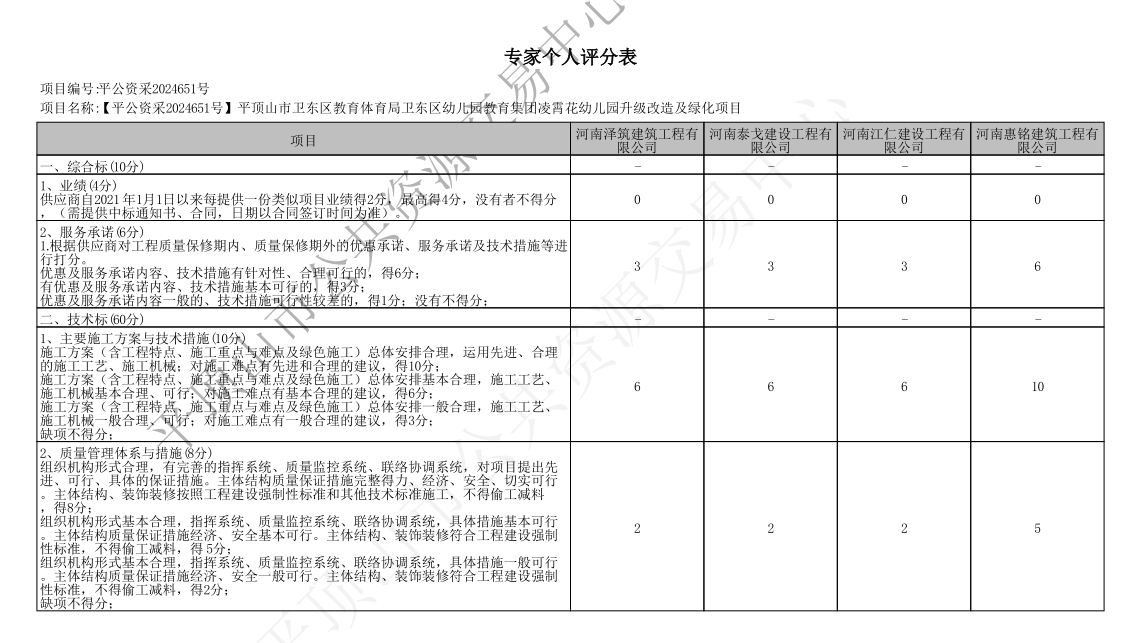 专家个人评分表
项目编号:平公资采2024651号
项目名称:【平公资采2024651号】平顶山市卫东区教育体育局卫东区幼儿园教育集团凌霄花幼儿园升级改造及绿化项目
项目
河南泽筑建筑工程有
限公司
河南泰戈建设工程有
限公司
河南江仁建设工程有
限公司
河南惠铭建筑工程有
限公司
一、综合标(10分)
—
—
—
—
1、业绩(4分)
供应商自2021 年1月1日以来每提供一份类似项目业绩得2分，最高得4分，没有者不得分
，（需提供中标通知书、合同，日期以合同签订时间为准）。
0
0
0
0
2、服务承诺(6分)
1.根据供应商对工程质量保修期内、质量保修期外的优惠承诺、服务承诺及技术措施等进
行打分。
优惠及服务承诺内容、技术措施有针对性、合理可行的，得6分；
有优惠及服务承诺内容、技术措施基本可行的，得3分；
优惠及服务承诺内容一般的、技术措施可行性较差的，得1分；没有不得分；
3
3
3
6
二、技术标(60分)
—
—
—
—
1、主要施工方案与技术措施(10分)
施工方案（含工程特点、施工重点与难点及绿色施工）总体安排合理，运用先进、合理
的施工工艺、施工机械；对施工难点有先进和合理的建议，得10分；
施工方案（含工程特点、施工重点与难点及绿色施工）总体安排基本合理，施工工艺、
施工机械基本合理、可行；对施工难点有基本合理的建议，得6分；
施工方案（含工程特点、施工重点与难点及绿色施工）总体安排一般合理，施工工艺、
施工机械一般合理、可行；对施工难点有一般合理的建议，得3分；
缺项不得分；
6
6
6
10
2、质量管理体系与措施(8分)
组织机构形式合理，有完善的指挥系统、质量监控系统、联络协调系统，对项目提出先
进、可行、具体的保证措施。主体结构质量保证措施完整得力、经济、安全、切实可行
。主体结构、装饰装修按照工程建设强制性标准和其他技术标准施工，不得偷工减料
，得8分；
组织机构形式基本合理，指挥系统、质量监控系统、联络协调系统，具体措施基本可行
。主体结构质量保证措施经济、安全基本可行。主体结构、装饰装修符合工程建设强制
性标准，不得偷工减料，得 5分；
组织机构形式基本合理，指挥系统、质量监控系统、联络协调系统，具体措施一般可行
。主体结构质量保证措施经济、安全一般可行。主体结构、装饰装修符合工程建设强制
性标准，不得偷工减料，得2分；
缺项不得分；
2
2
2
5
平顶山市公共资源交易中心
平顶山市公共资源交易中心